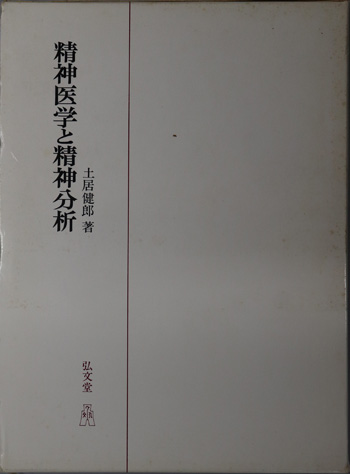 精神医学と精神分析
土居健郎 著
弘文堂